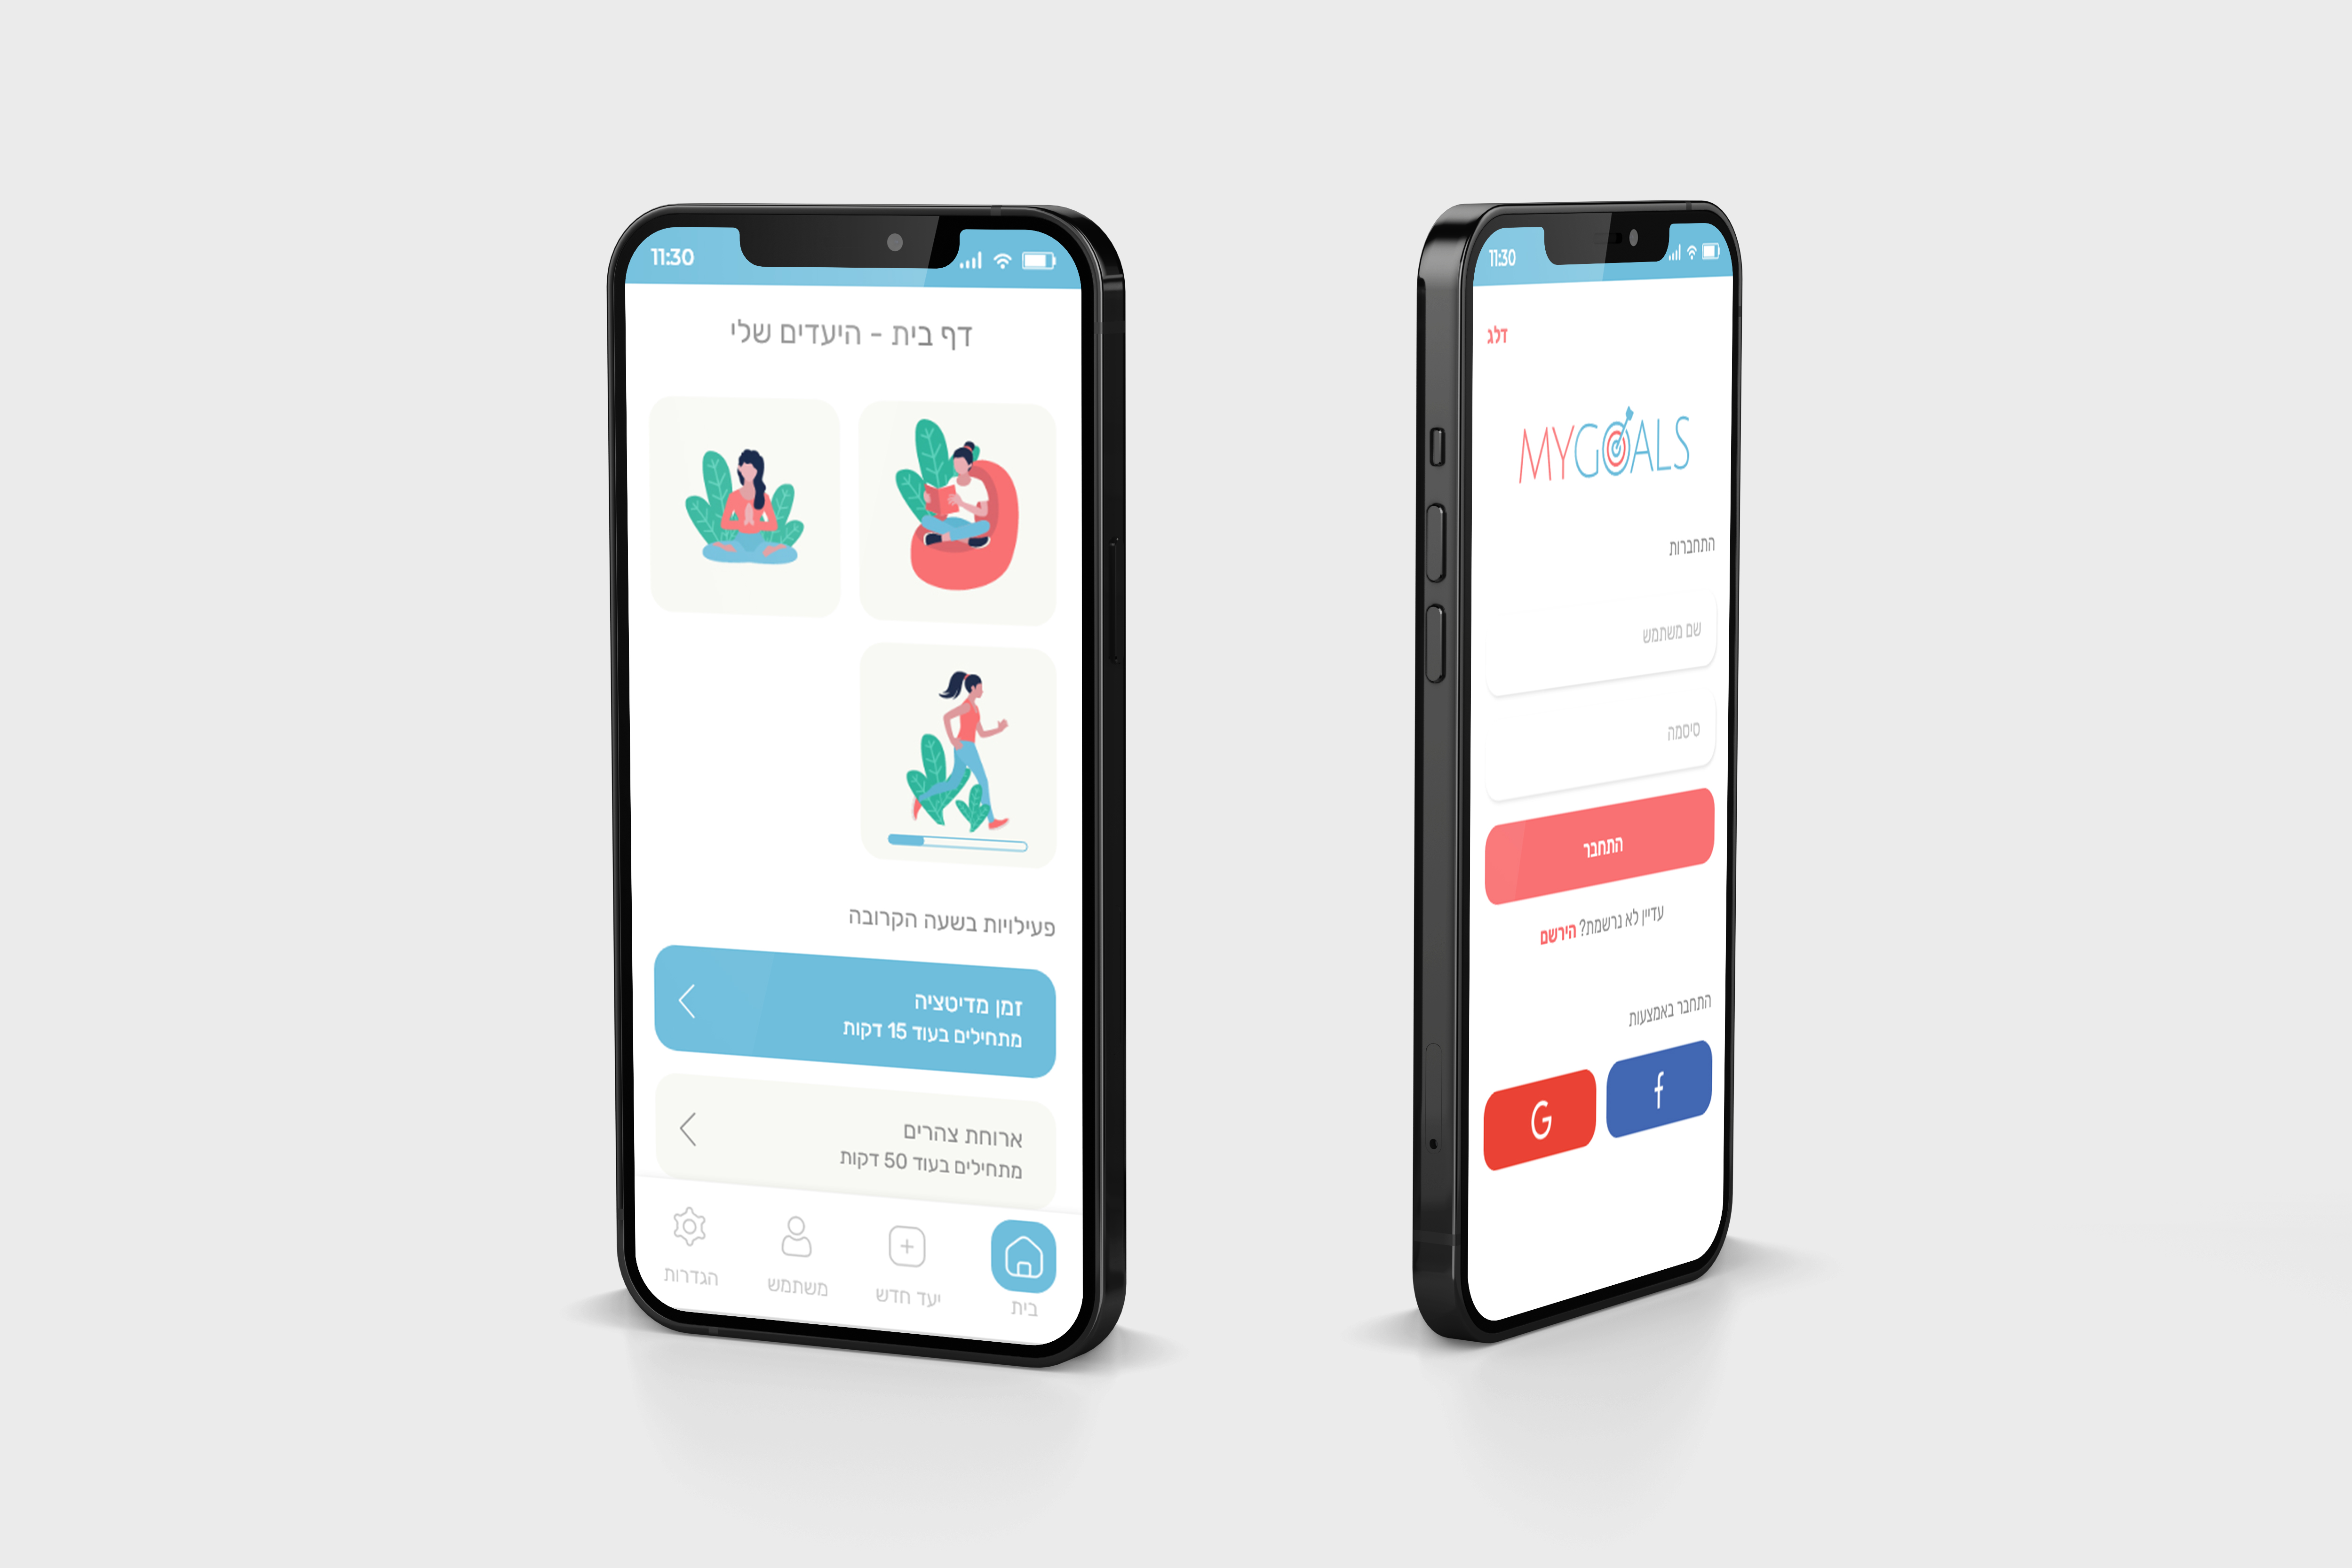 11:30
דף בית - היעדים שלי
פעילויות בשעה הקרובה
זמן מדיטציה
מתחילים בעוד 15 דקות
ארוחת צהרים
מתחילים בעוד 50 דקות
בית
יעד חדש
משתמש
הגדרות
11:30
דלג
MYGOALS
התחברות
שם משתמש
סיסמה
התחבר
עדיין לא נרשמת? הירשם
התחבר באמצעות
f
G